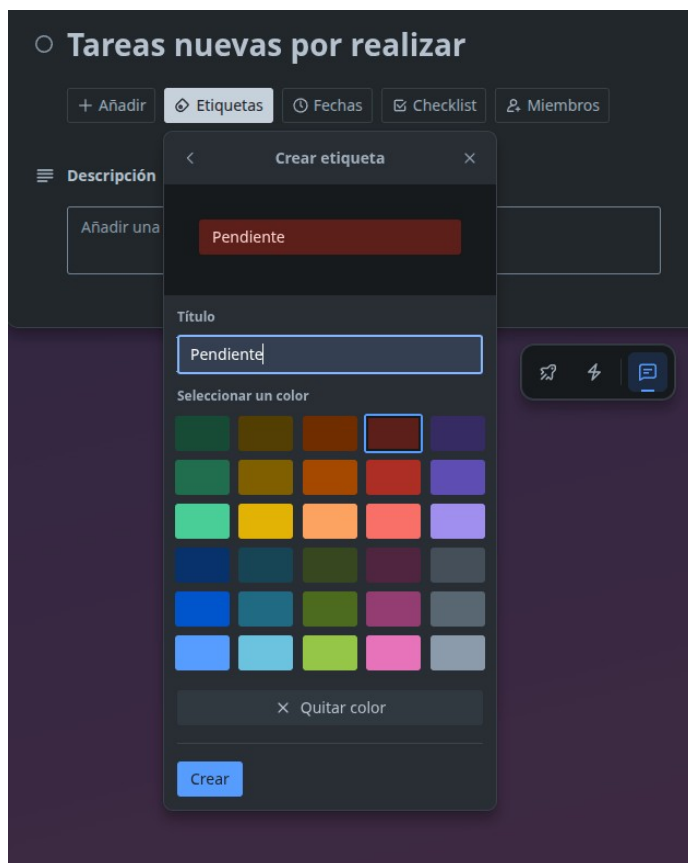 Tareas nuevas por realizar
Añadir Etiquetas Fechas Checklist Miembros
Crear etiqueta
Descripción
Añadir una
Pendiente
Título
Pendiente
Seleccionar un color
Quitar color
Crear